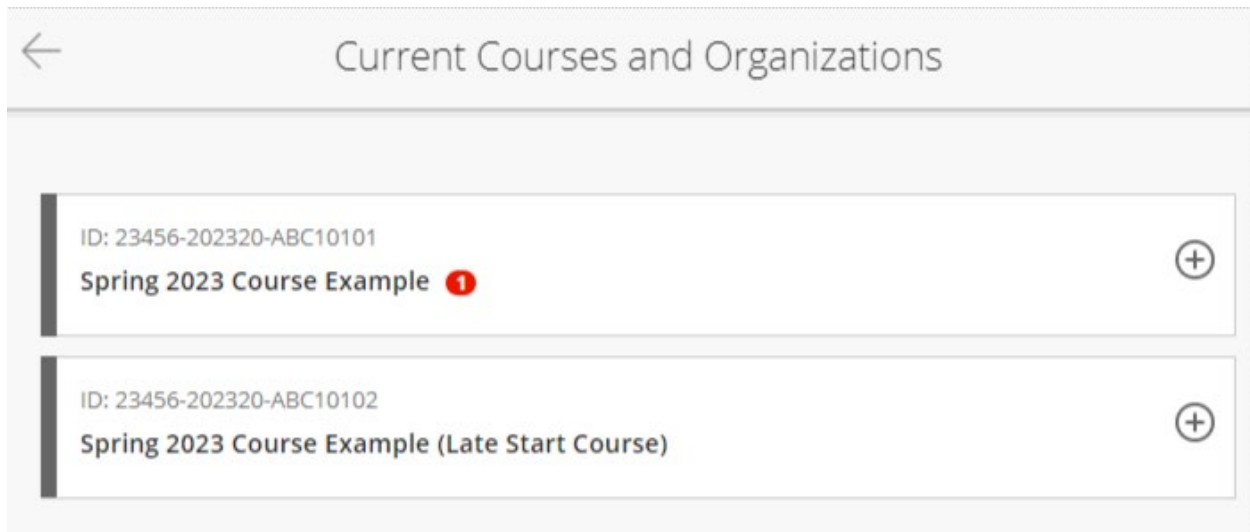 Current Courses and Organizations
ID: 23456-202320-ABC10101
Spring 2023 Course Example 1
ID: 23456-202320-ABC10102
Spring 2023 Course Example (Late Start Course)